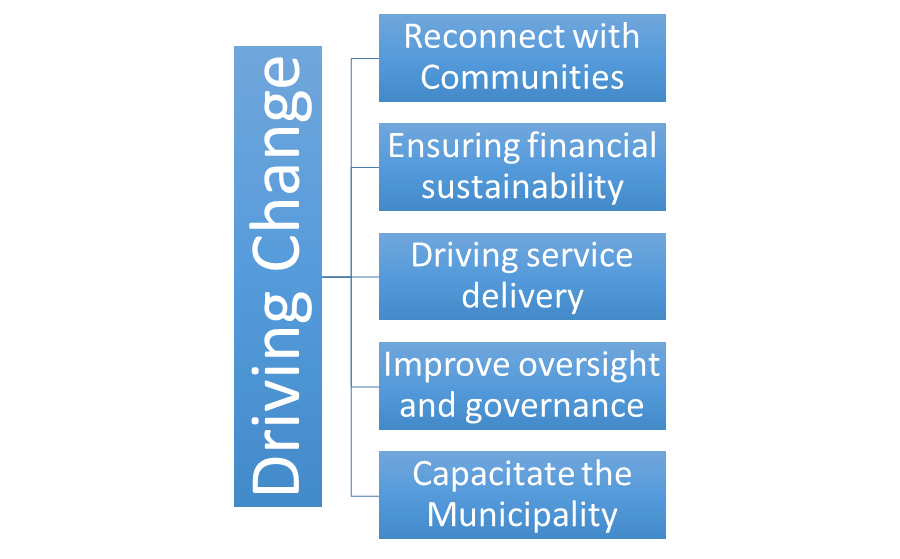 Driving Change
Reconnect with
Communities
Ensuring financial
sustainability
Driving service
delivery
Improve oversight
and governance
Capacitate the
Municipality